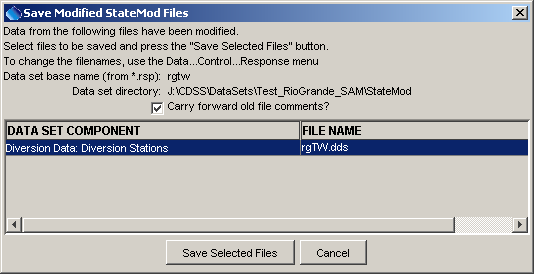 Save Modified StateMod Files
Data from the following files have been modified.
Select files to be saved and press the "Save Selected Files" button.
To change the filenames, use the Data...Control...Response menu
Data set base name (from *.rsp): rgtw
Data set directory: J:\CDSS\DataSets\Test_RioGrande_SAM\StateMod
Carry forward old file comments?
DATA SET COMPONENT FILE NAME
Diversion Data: Diversion Stations rgTW.dds
Save Selected Files Cancel